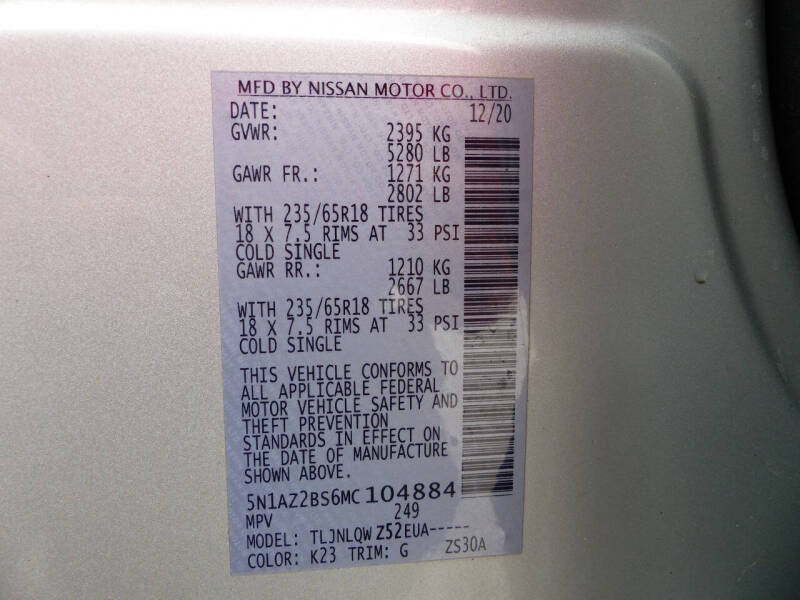 MFD BY NISSAN MOTOR CO., LTD.
DATE: 12/20
GVWR: 2395 KG
5280 LB
GAWR FR.: 1271 KG
2802 LB
WITH 235/65R18 TIRES
18 X 7.5 RIMS AT 33 PSI
COLD SINGLE
GAWR RR.: 1210 KG
2667 LB
WITH 235/65R18 TIRES
18 X 7.5 RIMS AT 33 PSI
COLD SINGLE
THIS VEHICLE CONFORMS TO
ALL APPLICABLE FEDERAL
MOTOR VEHICLE SAFETY AND
THEFT PREVENTION
STANDARDS IN EFFECT ON
THE DATE OF MANUFACTURE
SHOWN ABOVE.
5N1AZ2BS6MC104884
MPV 249
MODEL: TLJNLQWZ52EUA-----
COLOR: K23 TRIM: G ZS30A